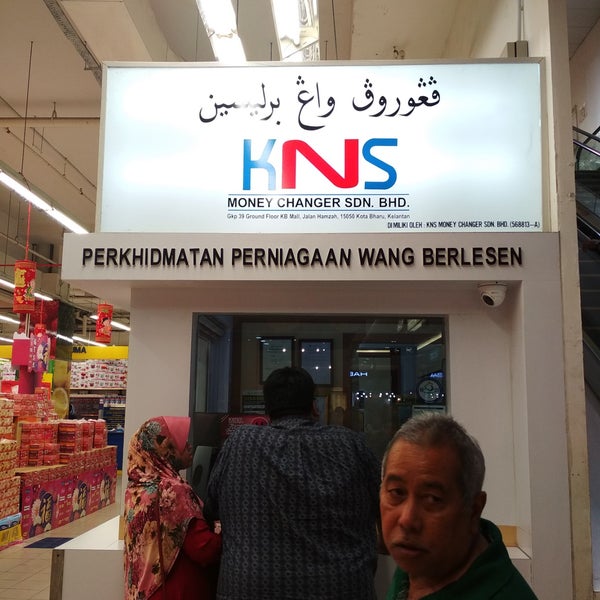 ڤڠوروڤ واڠ برليسين
KNS
MONEY CHANGER SDN. BHD.
Gkp 39 Ground Floor KB Mall, Jalan Hamzah, 15050 Kota Bharu, Kelantan
DI MILIKI OLEH : KNS MONEY CHANGER SDN. BHD. (568813-A)
PERKHIDMATAN PERNIAGAAN WANG BERLESEN